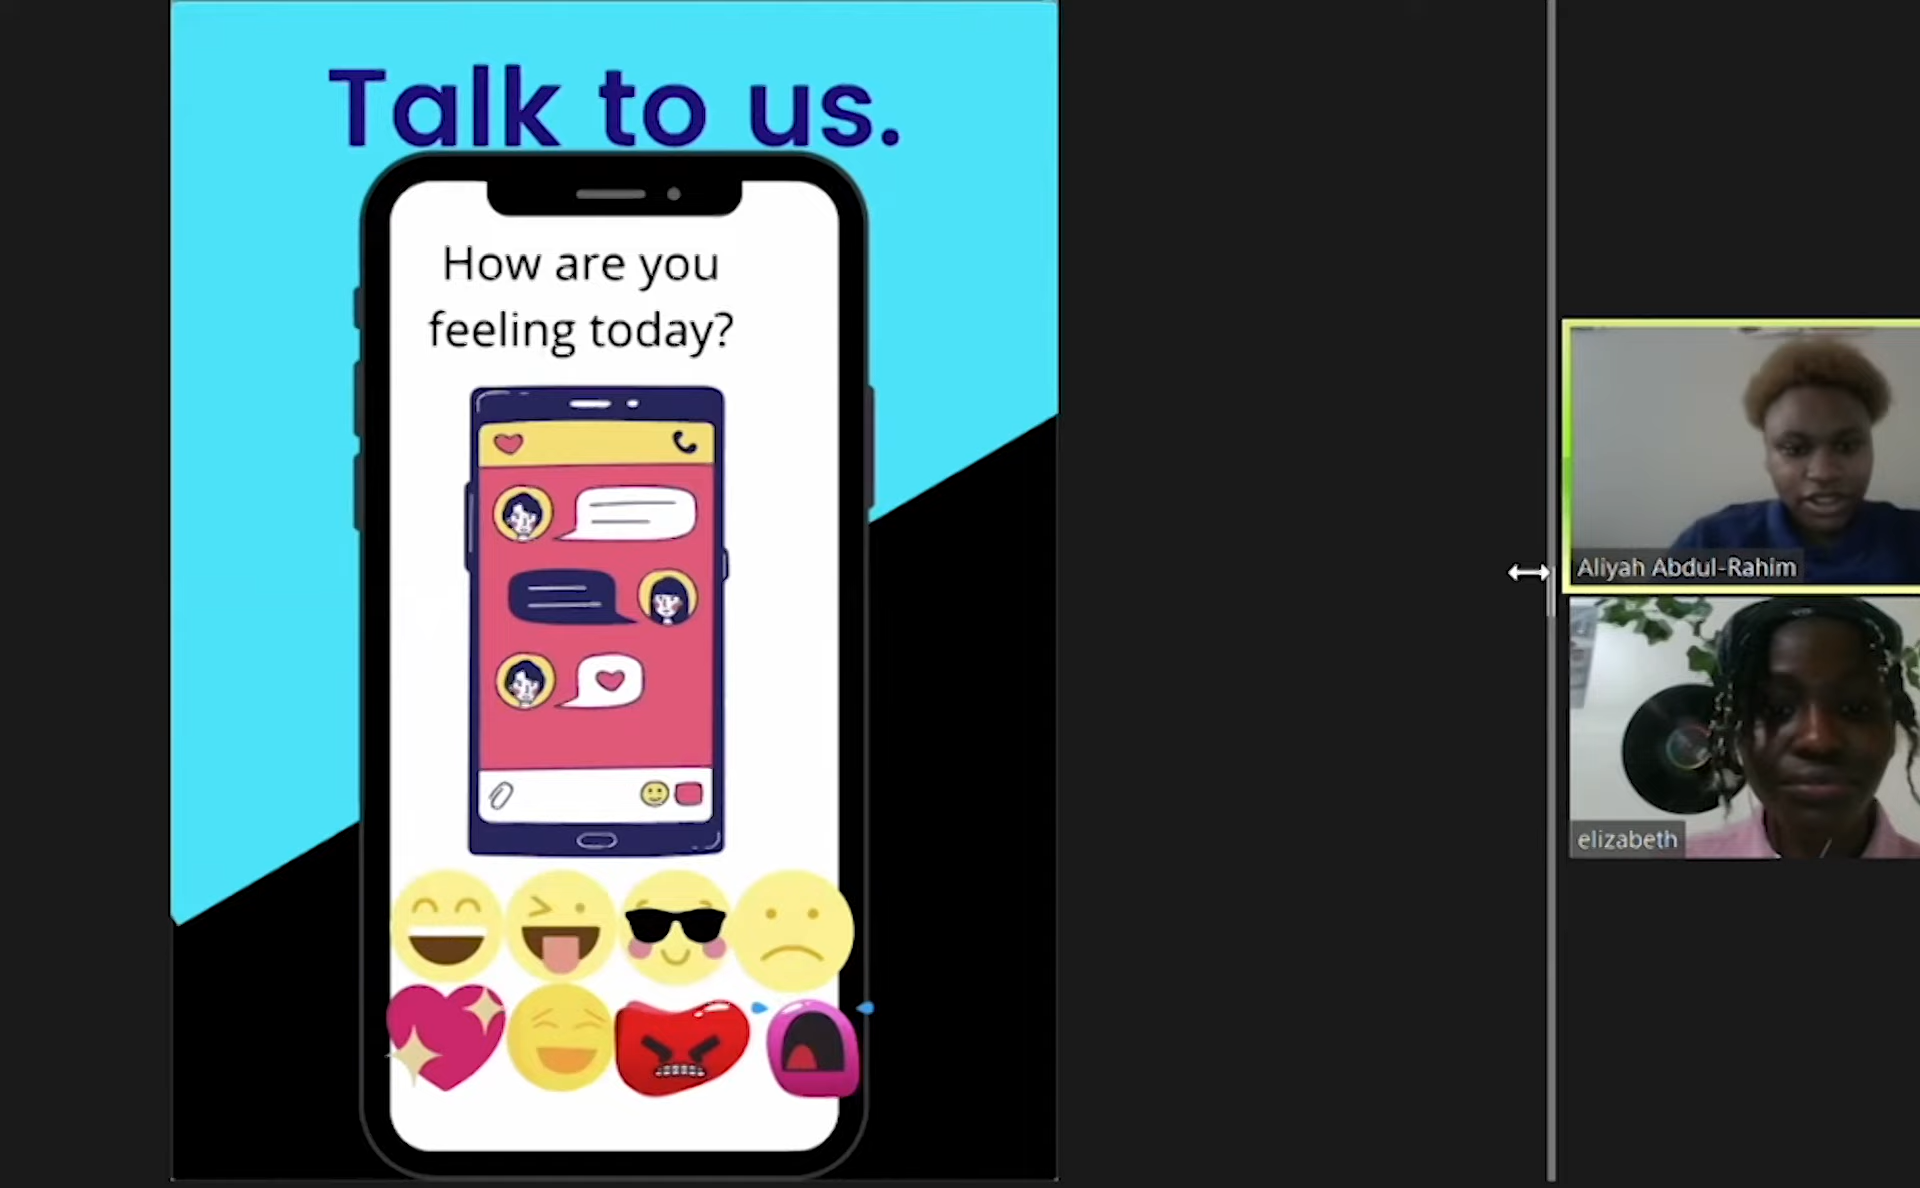 Talk to us.
How are you
feeling today?
Aliyah Abdul-Rahim
elizabeth